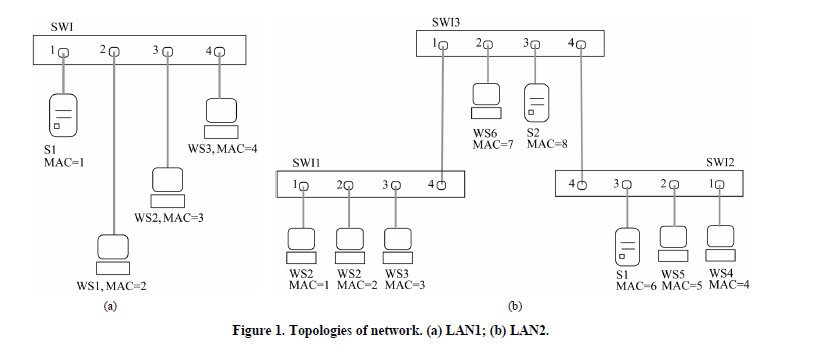 SWI
1 2 3 4
S1
MAC=1
WS3, MAC=4
WS2, MAC=3
WS1, MAC=2
(a)
SWI3
1 2 3 4
WS6
MAC=7
S2
MAC=8
SWI1
1 2 3 4
WS2
MAC=1
WS2
MAC=2
WS3
MAC=3
SWI2
4 3 2 1
S1
MAC=6
WS5
MAC=5
WS4
MAC=4
(b)
Figure 1. Topologies of network. (a) LAN1; (b) LAN2.